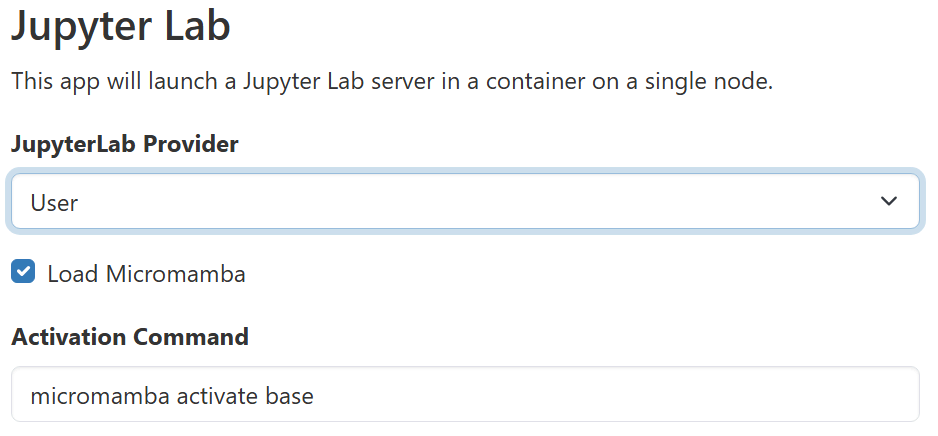 Jupyter Lab
This app will launch a Jupyter Lab server in a container on a single node.
JupyterLab Provider
User
Load Micromamba
Activation Command
micromamba activate base